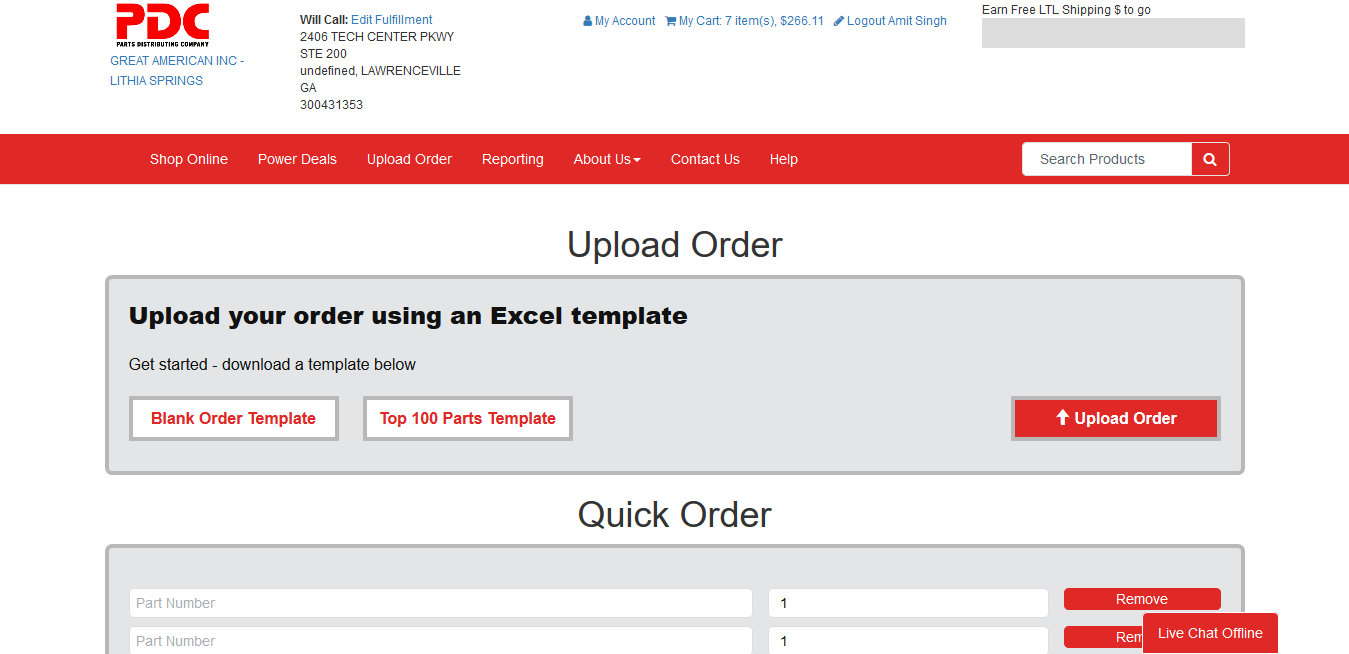 PDC
PARTS DISTRIBUTING COMPANY
GREAT AMERICAN INC -
LITHIA SPRINGS
Will Call: Edit Fulfillment
2406 TECH CENTER PKWY
STE 200
undefined, LAWRENCEVILLE
GA
300431353
My Account My Cart: 7 item(s), $266.11 Logout Amit Singh
Earn Free LTL Shipping $ to go
Shop Online Power Deals Upload Order Reporting About Us Contact Us Help Search Products
Upload Order
Upload your order using an Excel template
Get started - download a template below
Blank Order Template Top 100 Parts Template Upload Order
Quick Order
Part Number 1 Remove
Part Number 1 Rem
Live Chat Offline